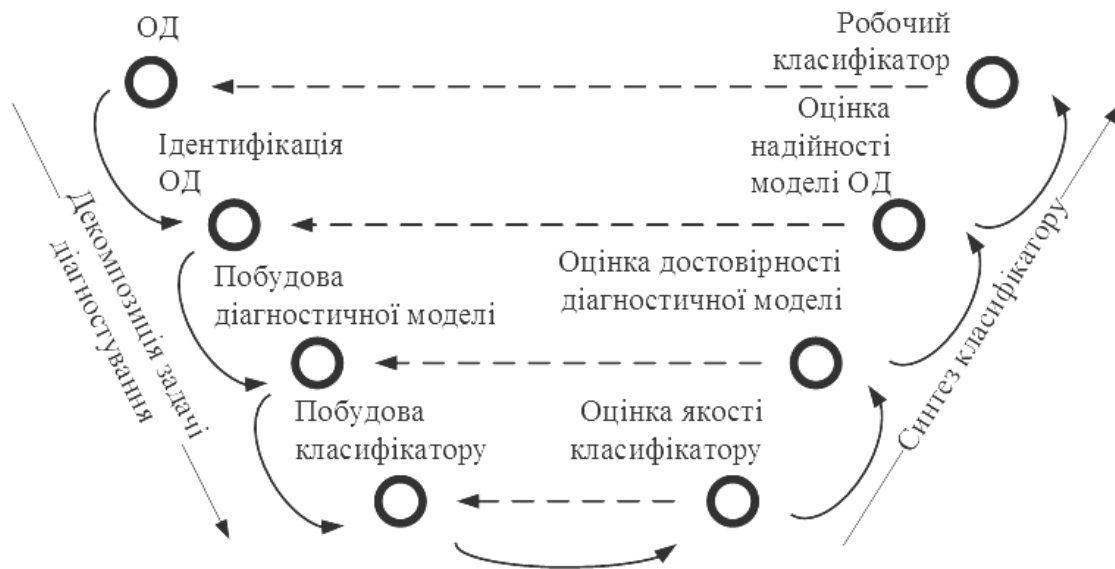 ОД
Робочий
класифікатор
Ідентифікація
ОД
Оцінка
надійності
моделі ОД
Декомпозиція задачі
діагностування
Побудова
діагностичної моделі
Оцінка достовірності
діагностичної моделі
Синтез класифікатору
Побудова
класифікатору
Оцінка якості
класифікатору